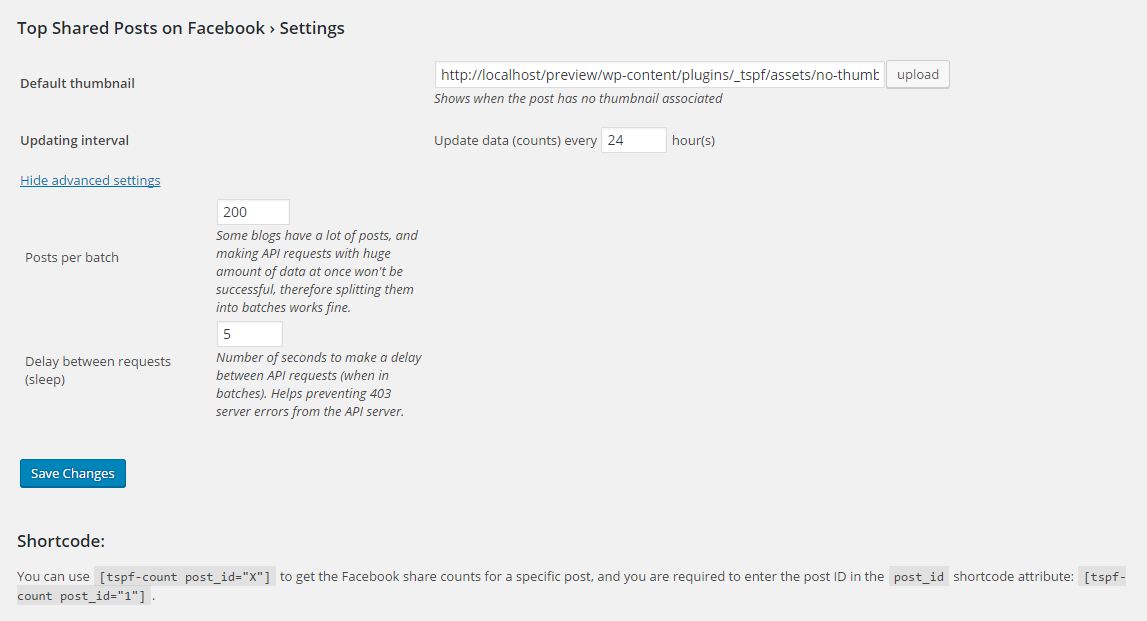 Top Shared Posts on Facebook › Settings
Default thumbnail
http://localhost/preview/wp-content/plugins/_tspf/assets/no-thumb
upload
Shows when the post has no thumbnail associated
Updating interval
Update data (counts) every 24 hour(s)
Hide advanced settings
Posts per batch
200
Some blogs have a lot of posts, and
making API requests with huge
amount of data at once won't be
successful, therefore splitting them
into batches works fine.
Delay between requests
(sleep)
5
Number of seconds to make a delay
between API requests (when in
batches). Helps preventing 403
server errors from the API server.
Save Changes
Shortcode:
You can use [tspf-count post_id="X"] to get the Facebook share counts for a specific post, and you are required to enter the post ID in the post_id shortcode attribute: [tspf-
count post_id="1"] .